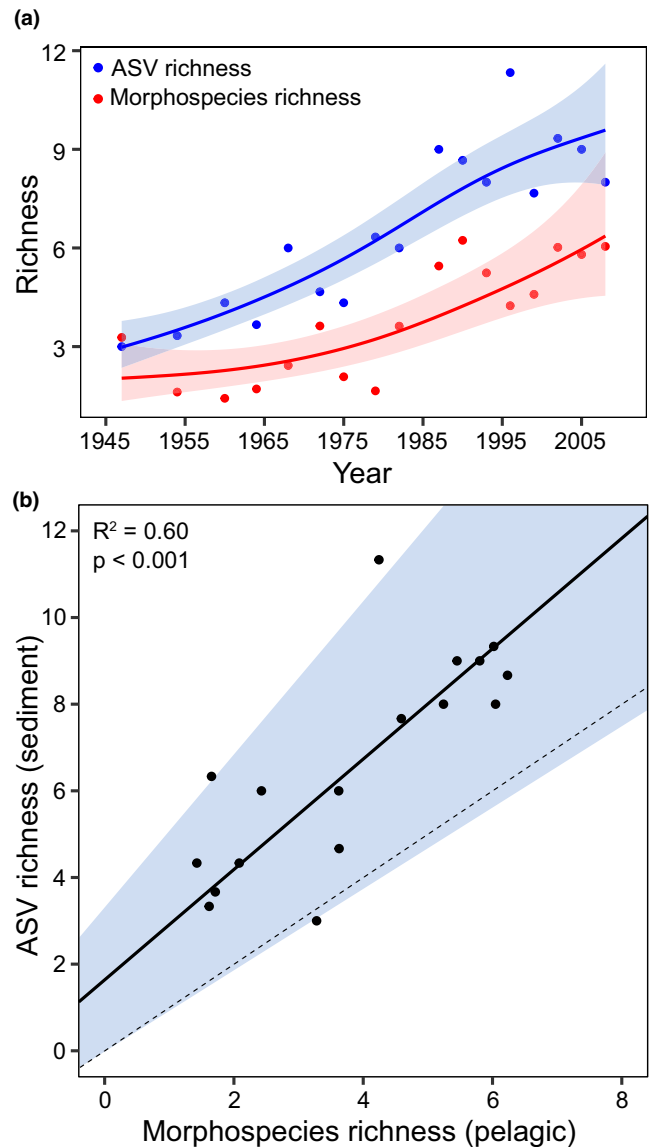 (a)
12
9
6
3
Richness
ASV richness
Morphospecies richness
1945 1955 1965 1975 1985 1995 2005
Year
(b)
R² = 0.60
p < 0.001
12
10
8
6
4
2
0
ASV richness (sediment)
0 2 4 6 8
Morphospecies richness (pelagic)